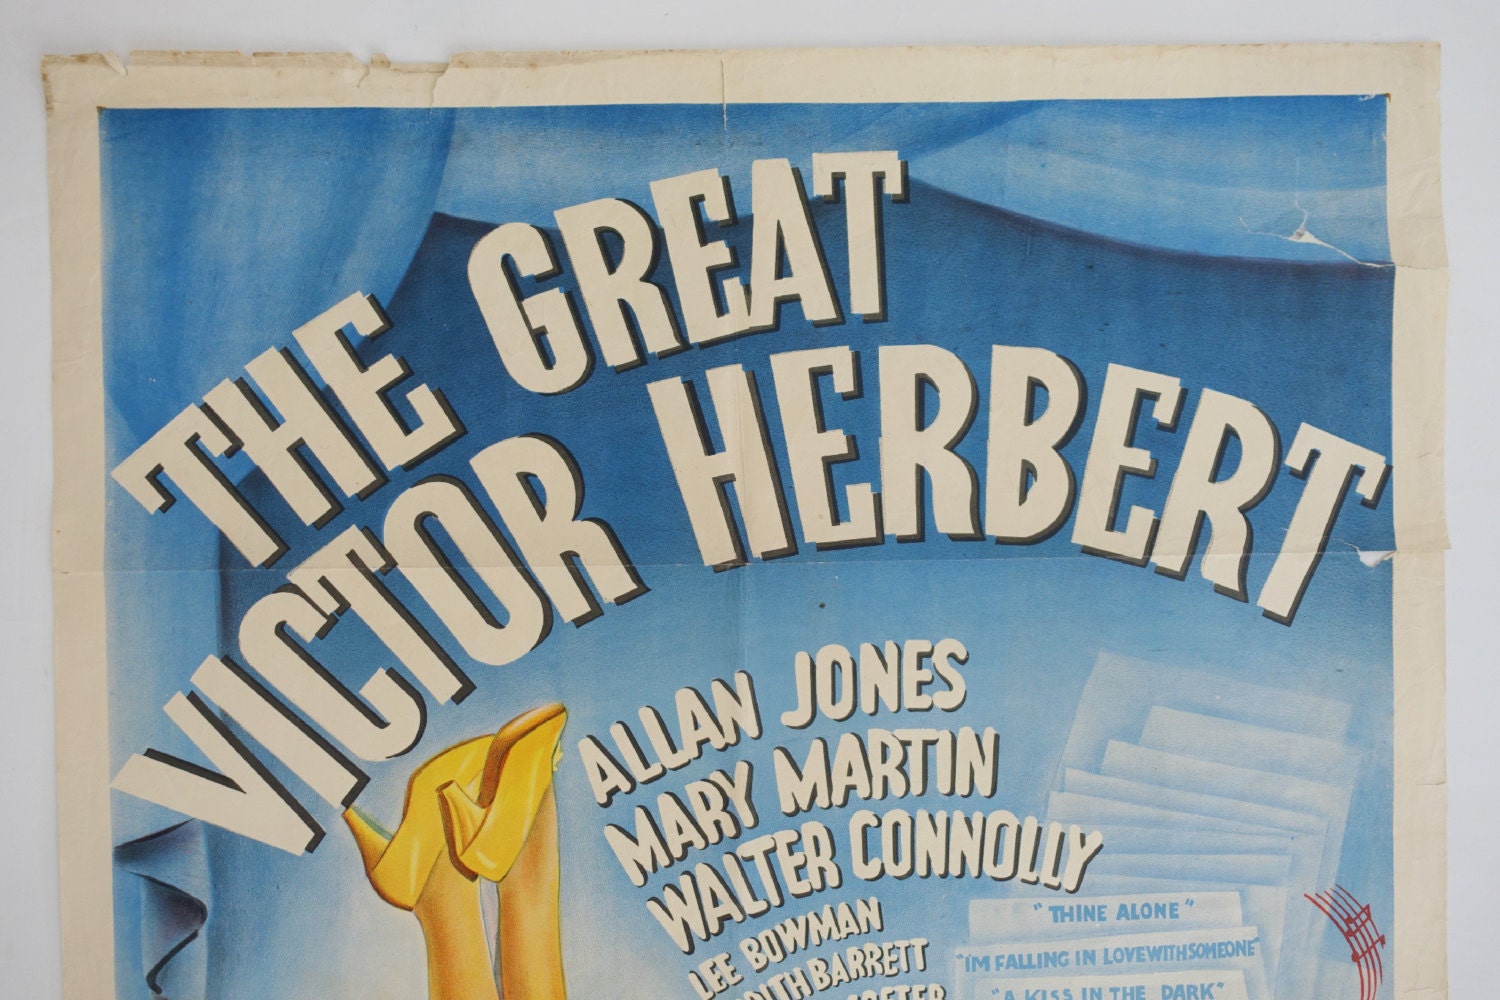 THE GREAT
VICTOR HERBERT
ALLAN JONES
MARY MARTIN
WALTER CONNOLLY
LEE BOWMAN
BARRETT
"THINE ALONE"
"I'M FALLING IN LOVE WITH SOMEONE"
"A KISS IN THE DARK"